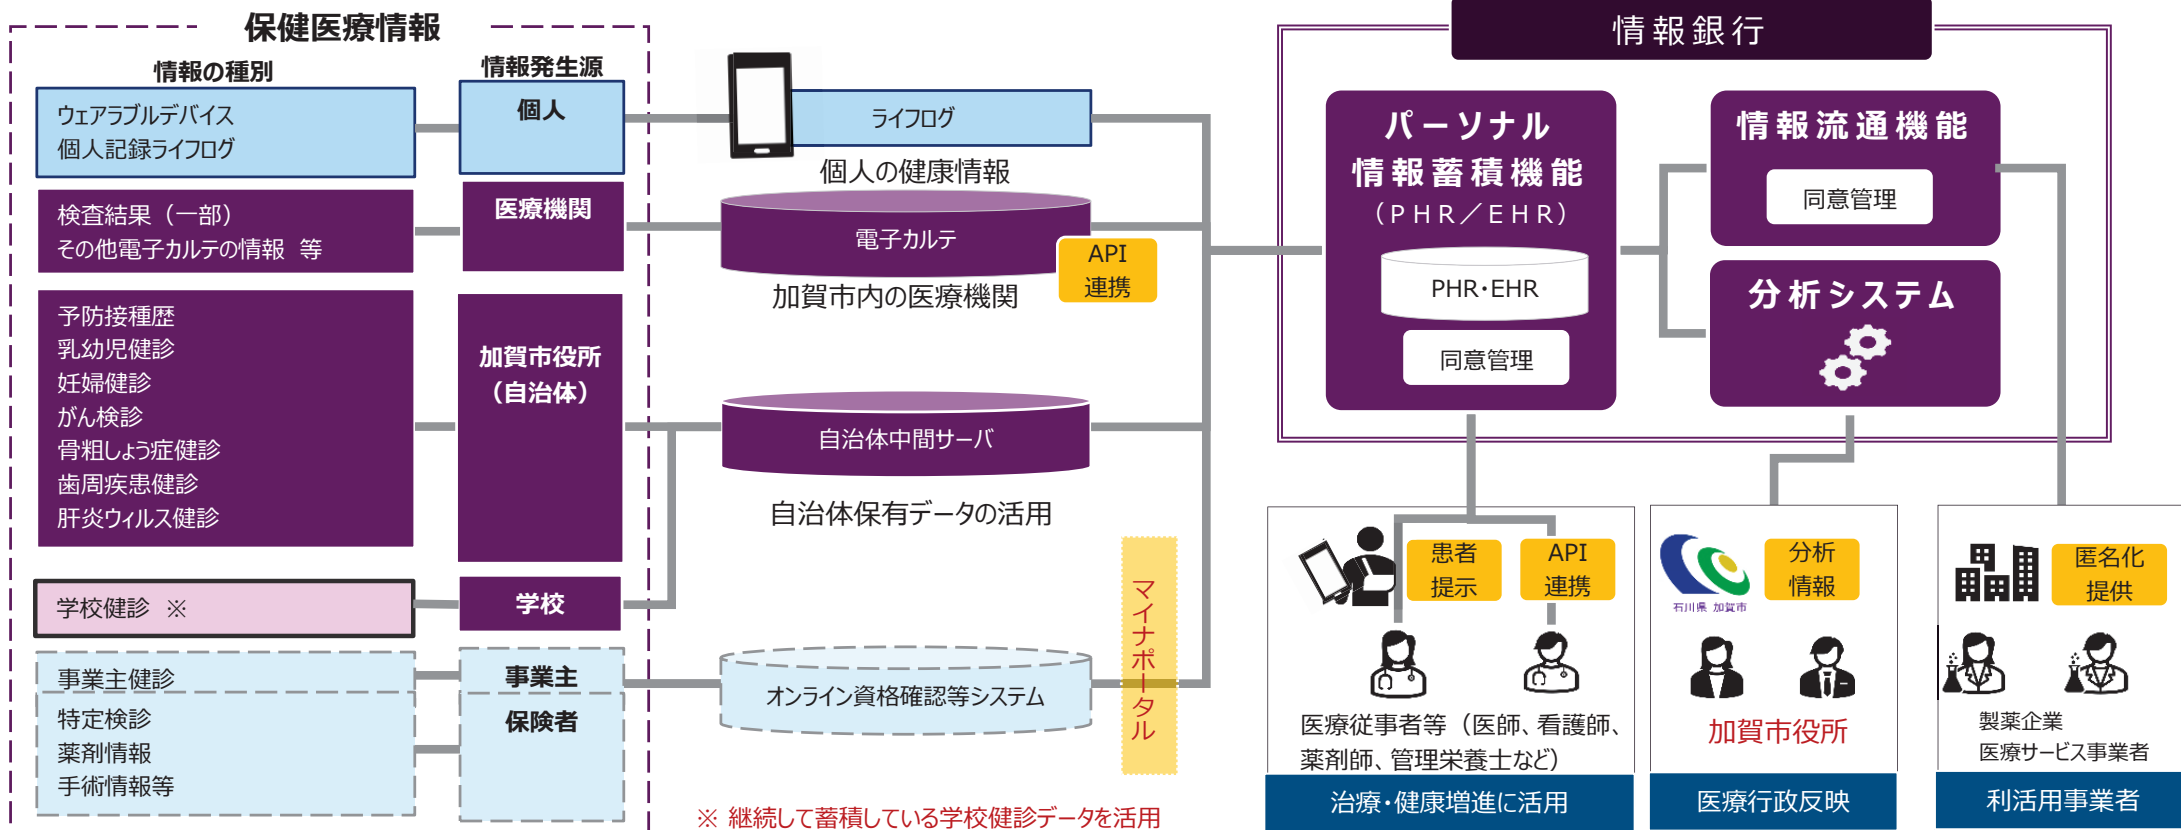 保健医療情報
情報の種別
情報発生源
ウェアラブルデバイス
個人記録ライフログ
個人
検査結果（一部）
その他電子カルテの情報 等
医療機関
予防接種歴
乳幼児健診
妊婦健診
がん検診
骨粗しょう症健診
歯周疾患健診
肝炎ウィルス健診
加賀市役所
（自治体）
学校健診 ※
学校
事業主健診
事業主
特定検診
薬剤情報
手術情報等
保険者
ライフログ
個人の健康情報
電子カルテ
API
連携
加賀市内の医療機関
自治体中間サーバ
自治体保有データの活用
オンライン資格確認等システム
マイナポータル
※ 継続して蓄積している学校健診データを活用
情報銀行
パーソナル
情報蓄積機能
（PHR／EHR）
PHR・EHR
同意管理
情報流通機能
同意管理
分析システム
患者
提示
API
連携
医療従事者等（医師、看護師、
薬剤師、管理栄養士など）
治療・健康増進に活用
石川県 加賀市
分析
情報
加賀市役所
医療行政反映
匿名化
提供
製薬企業
医療サービス事業者
利活用事業者